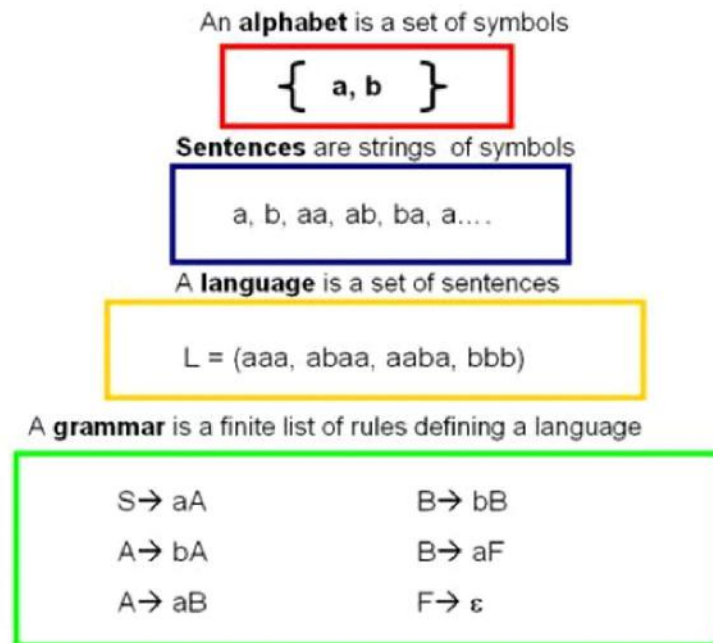 An alphabet is a set of symbols
{ a, b }
Sentences are strings of symbols
a, b, aa, ab, ba, a....
A language is a set of sentences
L = (aaa, abaa, aaba, bbb)
A grammar is a finite list of rules defining a language
S→ aA B→ bB
A→ bA B→ aF
A→ aB F→ ε